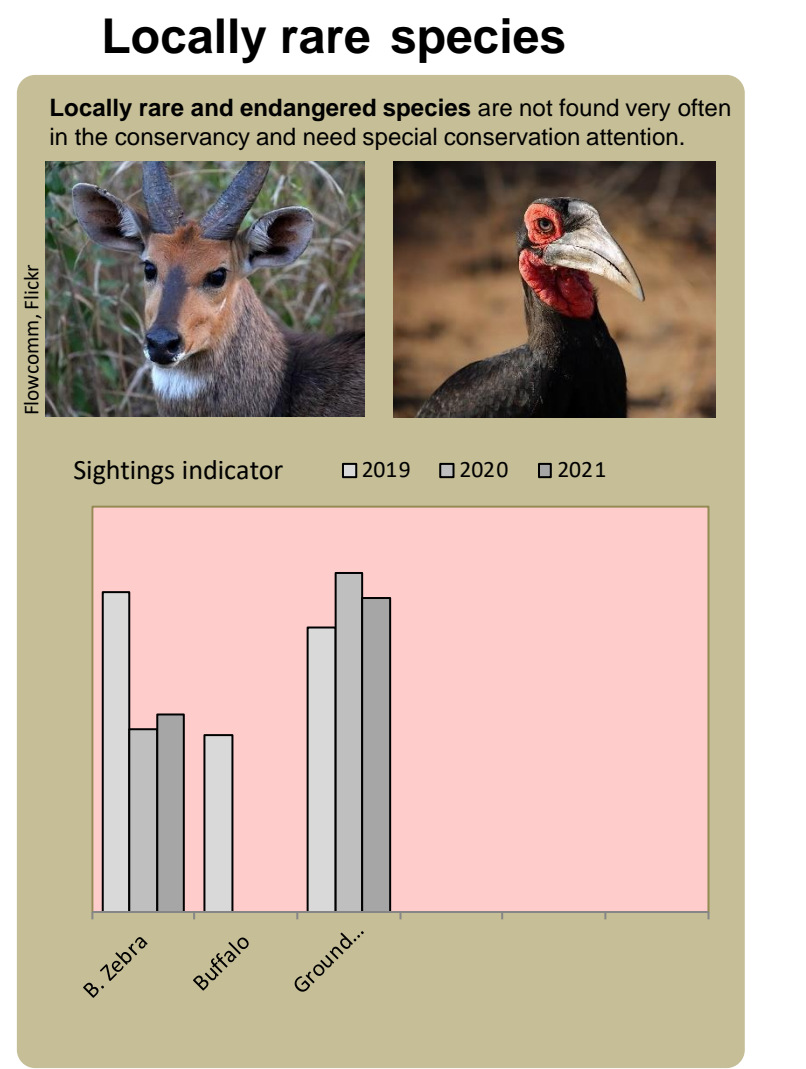 Locally rare species
Locally rare and endangered species are not found very often
in the conservancy and need special conservation attention.
Flowcomm, Flickr
Sightings indicator
2019 2020 2021
B. Zebra
Buffalo
Ground...